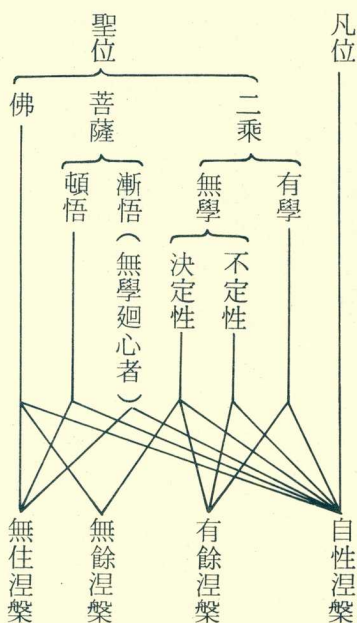 凡位
聖位
二乘
菩薩
佛
有學
無學
漸悟（無學廻心者）
頓悟
不定性
決定性
自性涅槃
有餘涅槃
無餘涅槃
無住涅槃